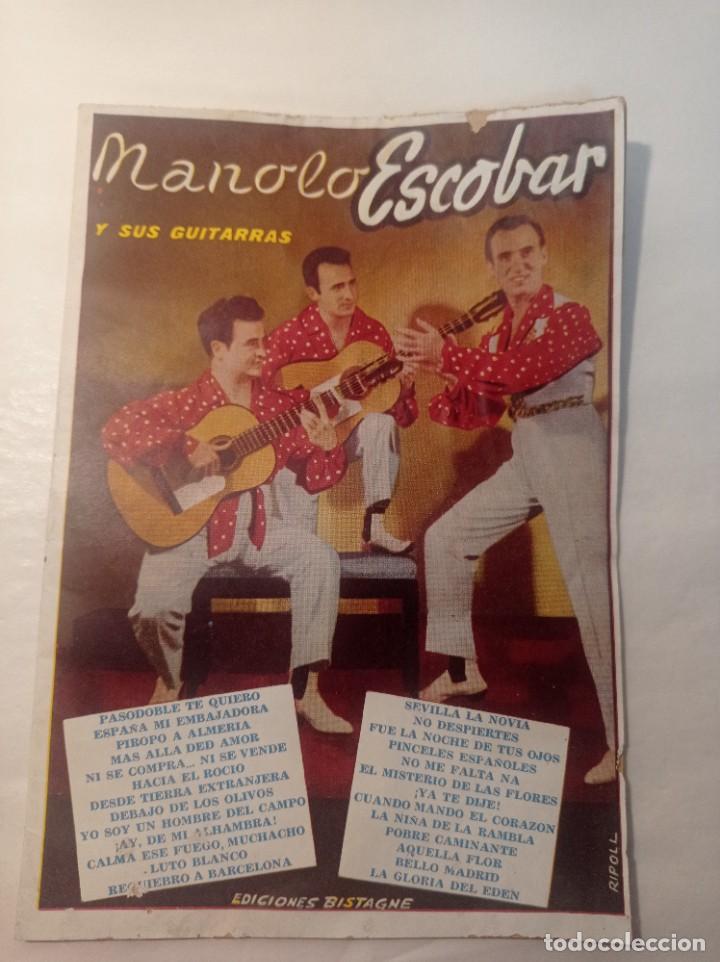 Manolo Escobar
Y SUS GUITARRAS
PASODOBLE TE QUIERO
ESPAÑA MI EMBAJADORA
PIROPO A ALMERIA
MAS ALLA DED AMOR
NI SE COMPRA... NI SE VENDE
HACIA EL ROCIO
DESDE TIERRA EXTRANJERA
DEBAJO DE LOS OLIVOS
YO SOY UN HOMBRE DEL CAMPO
¡AY, DE MI ALHAMBRA!
CALMA ESE FUEGO, MUCHACHO
- LUTO BLANCO
REQUIEBRO A BARCELONA
SEVILLA LA NOVIA
NO DESPIERTES
FUE LA NOCHE DE TUS OJOS
PINCELES ESPAÑOLES
NO ME FALTA NA
EL MISTERIO DE LAS FLORES
¡YA TE DIJE!
CUANDO MANDO EL CORAZON
LA NIÑA DE LA RAMBLA
POBRE CAMINANTE
AQUELLA FLOR
BELLO MADRID
LA GLORIA DEL EDEN
RIPOLL
EDICIONES BISTAGNE
todocoleccion
todocoleccion.net